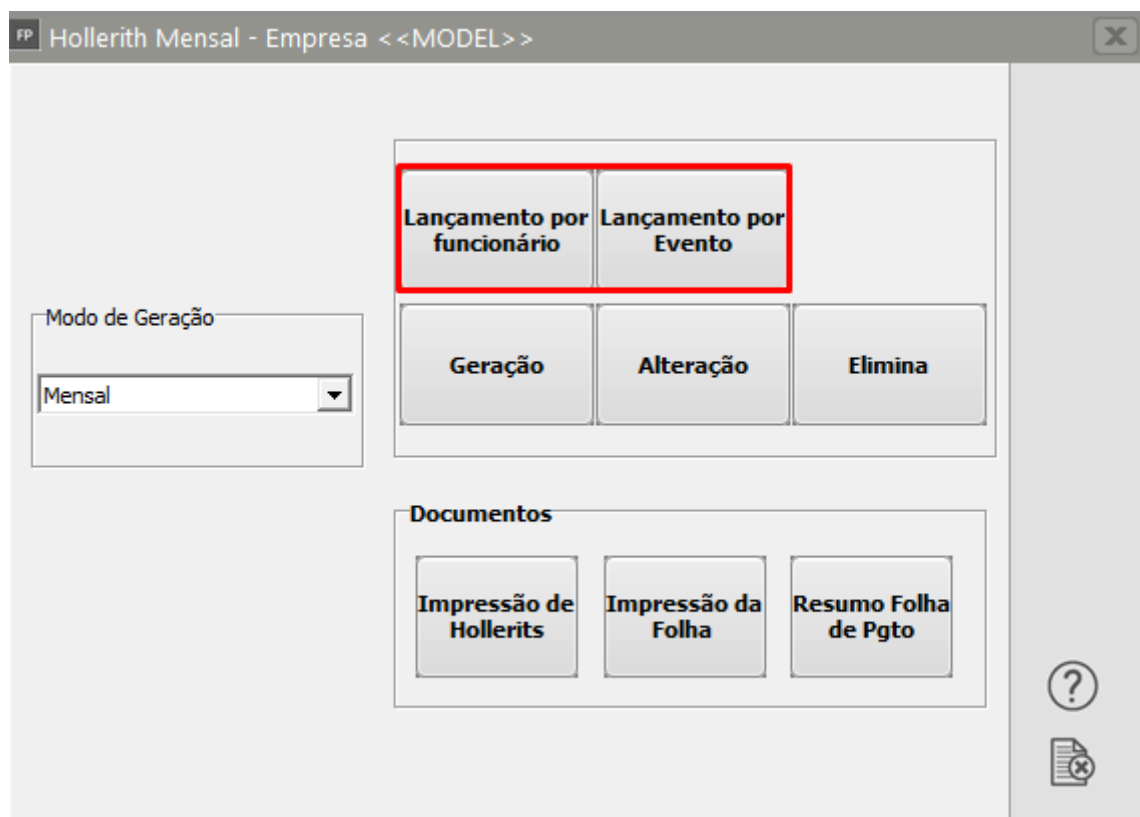 FP Hollerith Mensal - Empresa <<MODEL>>
Lançamento por
funcionário
Lançamento por
Evento
Modo de Geração
Mensal
Geração
Alteração
Elimina
Documentos
Impressão de
Hollerits
Impressão da
Folha
Resumo Folha
de Pgto
?